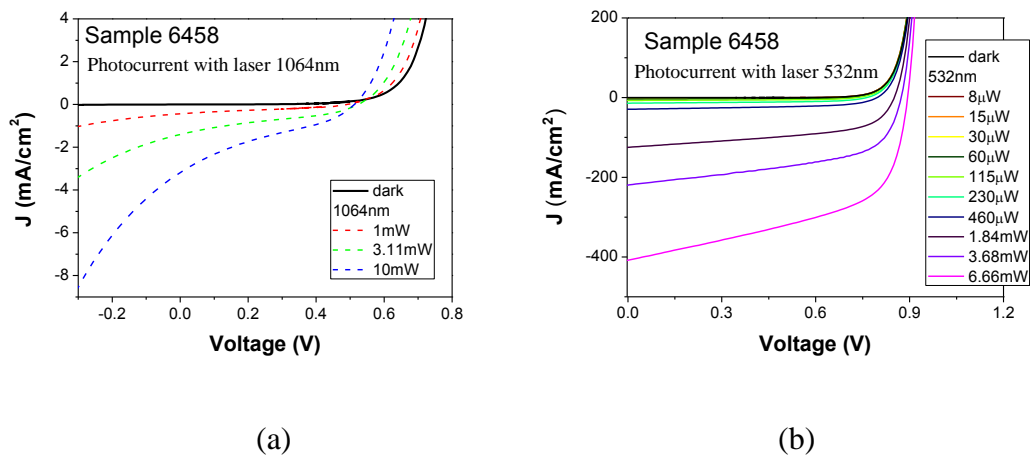 Sample 6458
Photocurrent with laser 1064nm
J (mA/cm²)
4
2
0
-2
-4
-6
-8
-0.2 0.0 0.2 0.4 0.6 0.8
Voltage (V)
dark
1064nm
1mW
3.11mW
10mW
(a)
Sample 6458
Photocurrent with laser 532nm
J (mA/cm²)
200
0
-200
-400
0.0 0.3 0.6 0.9 1.2
Voltage (V)
dark
532nm
8μW
15μW
30μW
60μW
115μW
230μW
460μW
1.84mW
3.68mW
6.66mW
(b)